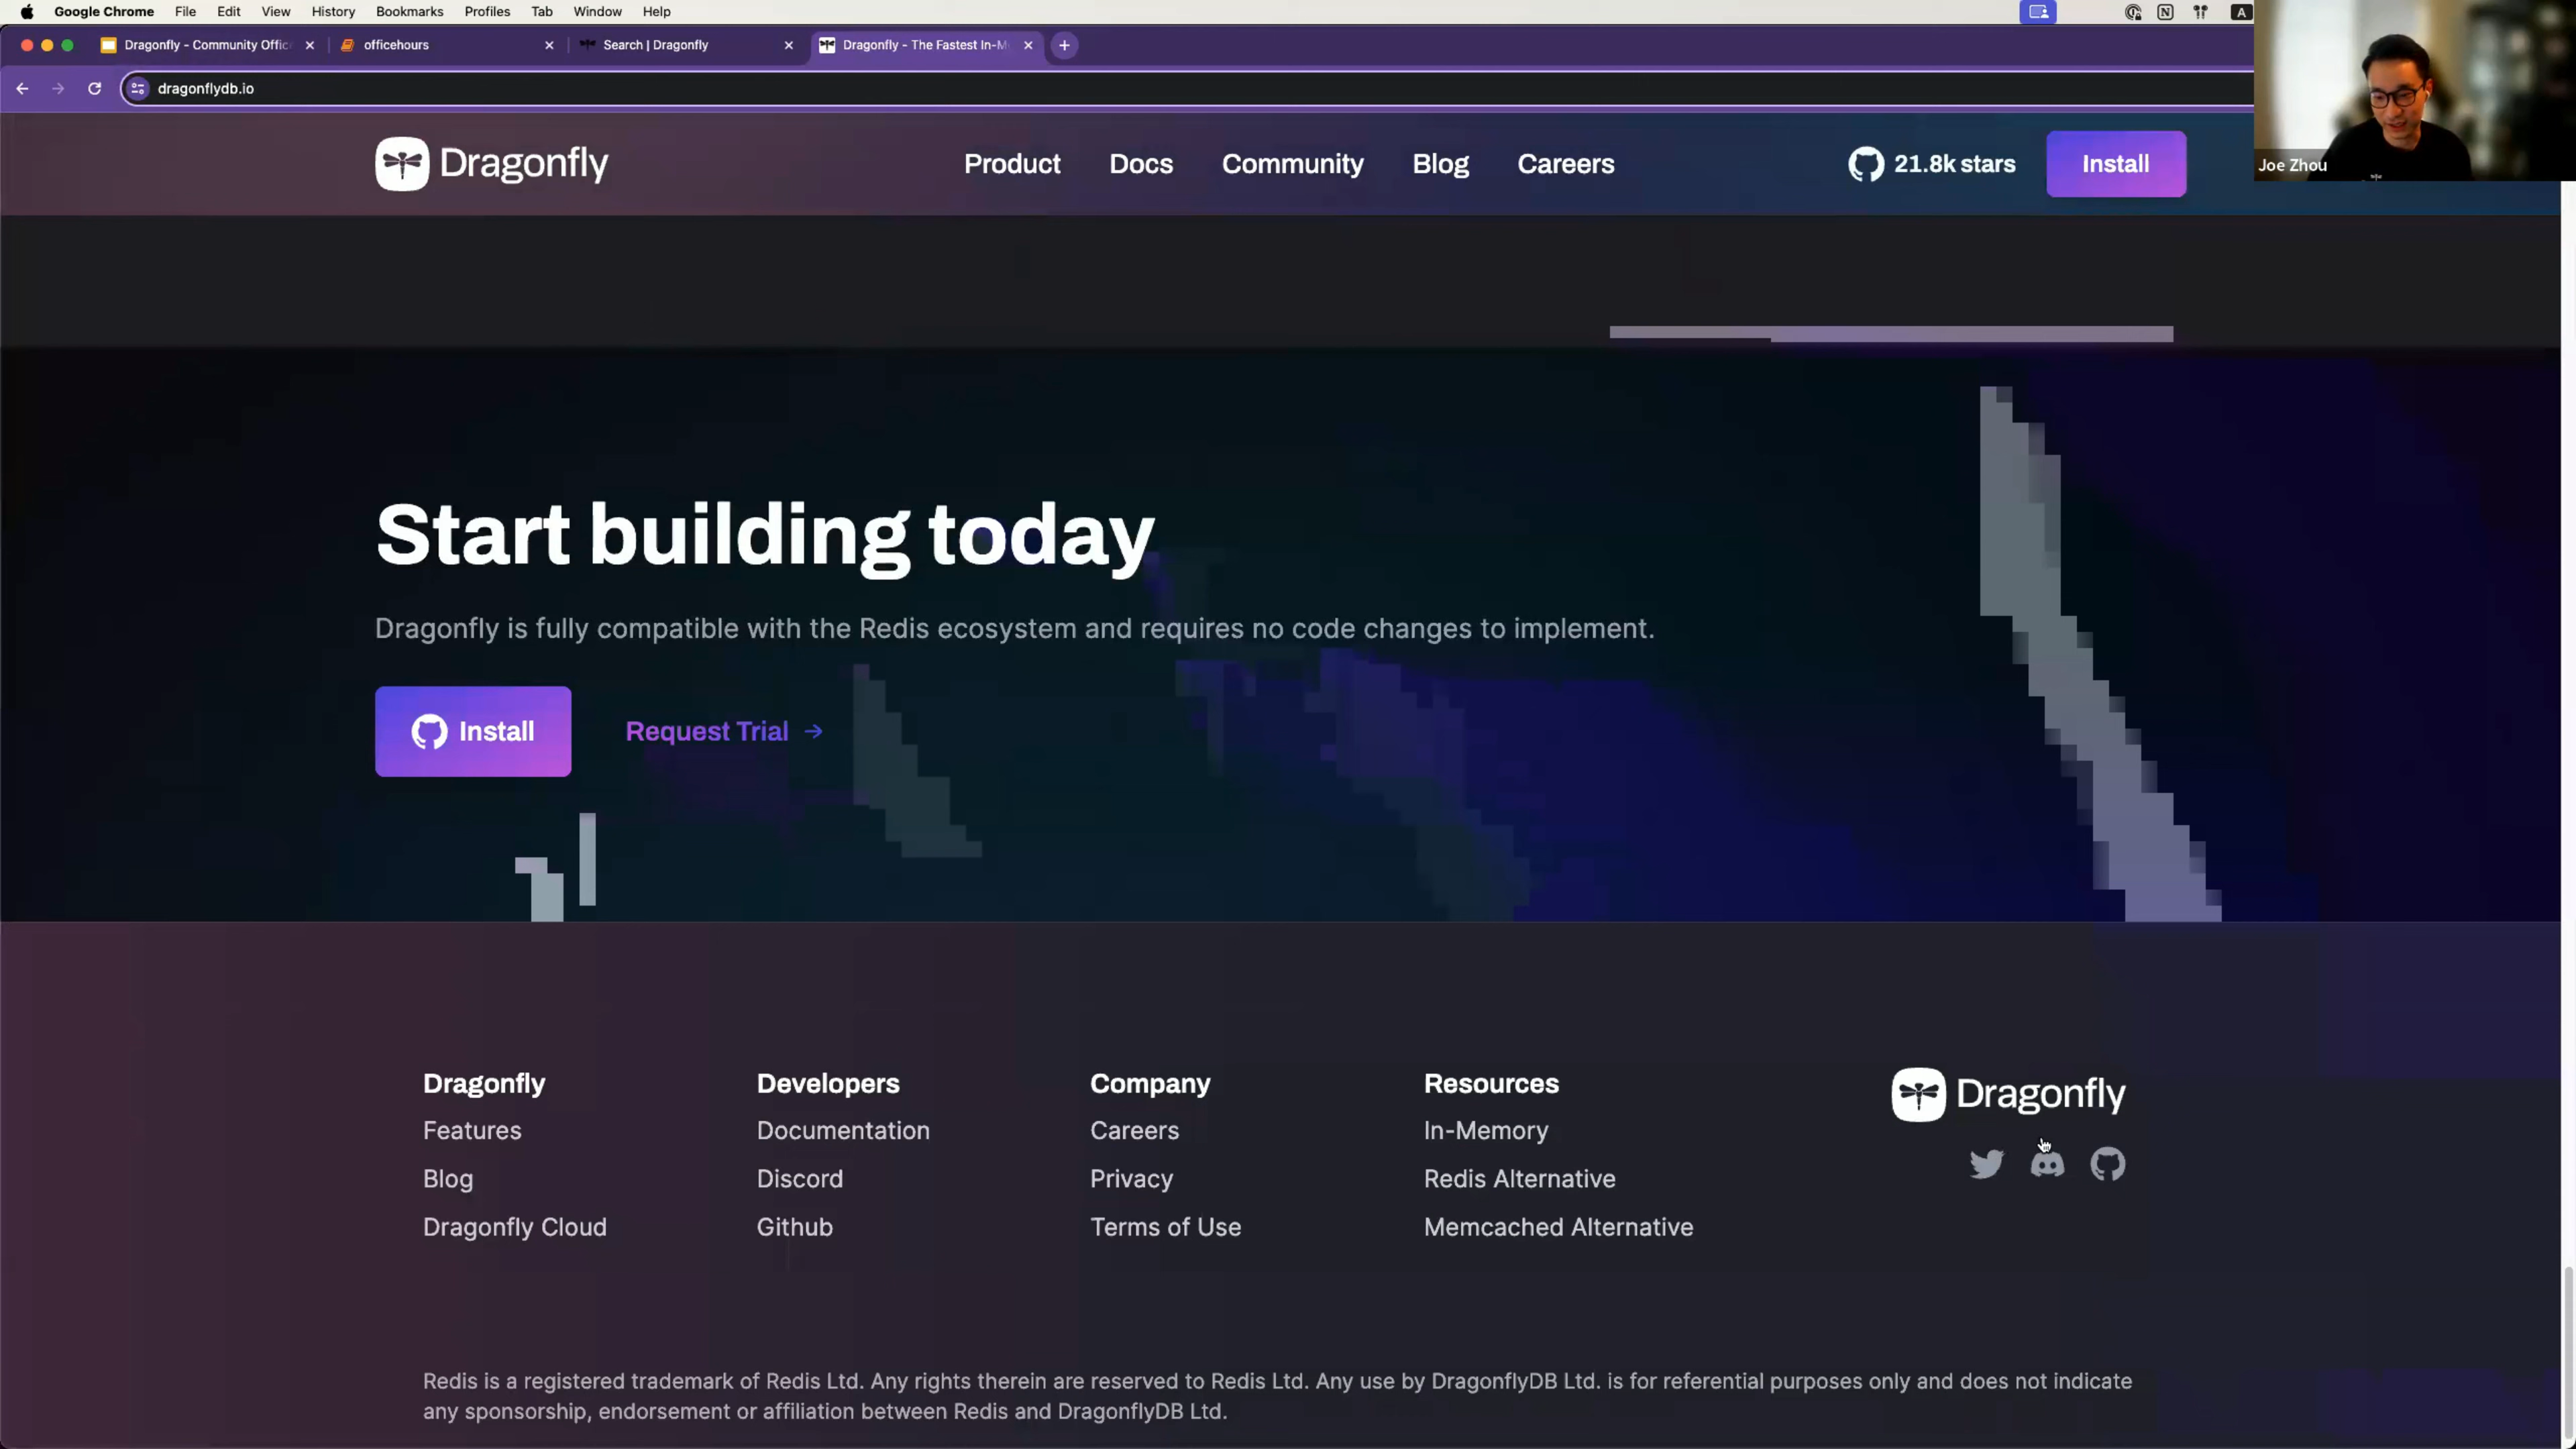 Google Chrome File Edit View History Bookmarks Profiles Tab Window Help
Dragonfly - Community Offic
officehours
Search | Dragonfly
Dragonfly - The Fastest In-M
dragonflydb.io
Dragonfly
Product Docs Community Blog Careers
21.8k stars
Install
Joe Zhou
Start building today
Dragonfly is fully compatible with the Redis ecosystem and requires no code changes to implement.
Install
Request Trial →
Dragonfly
Features
Blog
Dragonfly Cloud
Developers
Documentation
Discord
Github
Company
Careers
Privacy
Terms of Use
Resources
In-Memory
Redis Alternative
Memcached Alternative
Dragonfly
Redis is a registered trademark of Redis Ltd. Any rights therein are reserved to Redis Ltd. Any use by DragonflyDB Ltd. is for referential purposes only and does not indicate
any sponsorship, endorsement or affiliation between Redis and DragonflyDB Ltd.